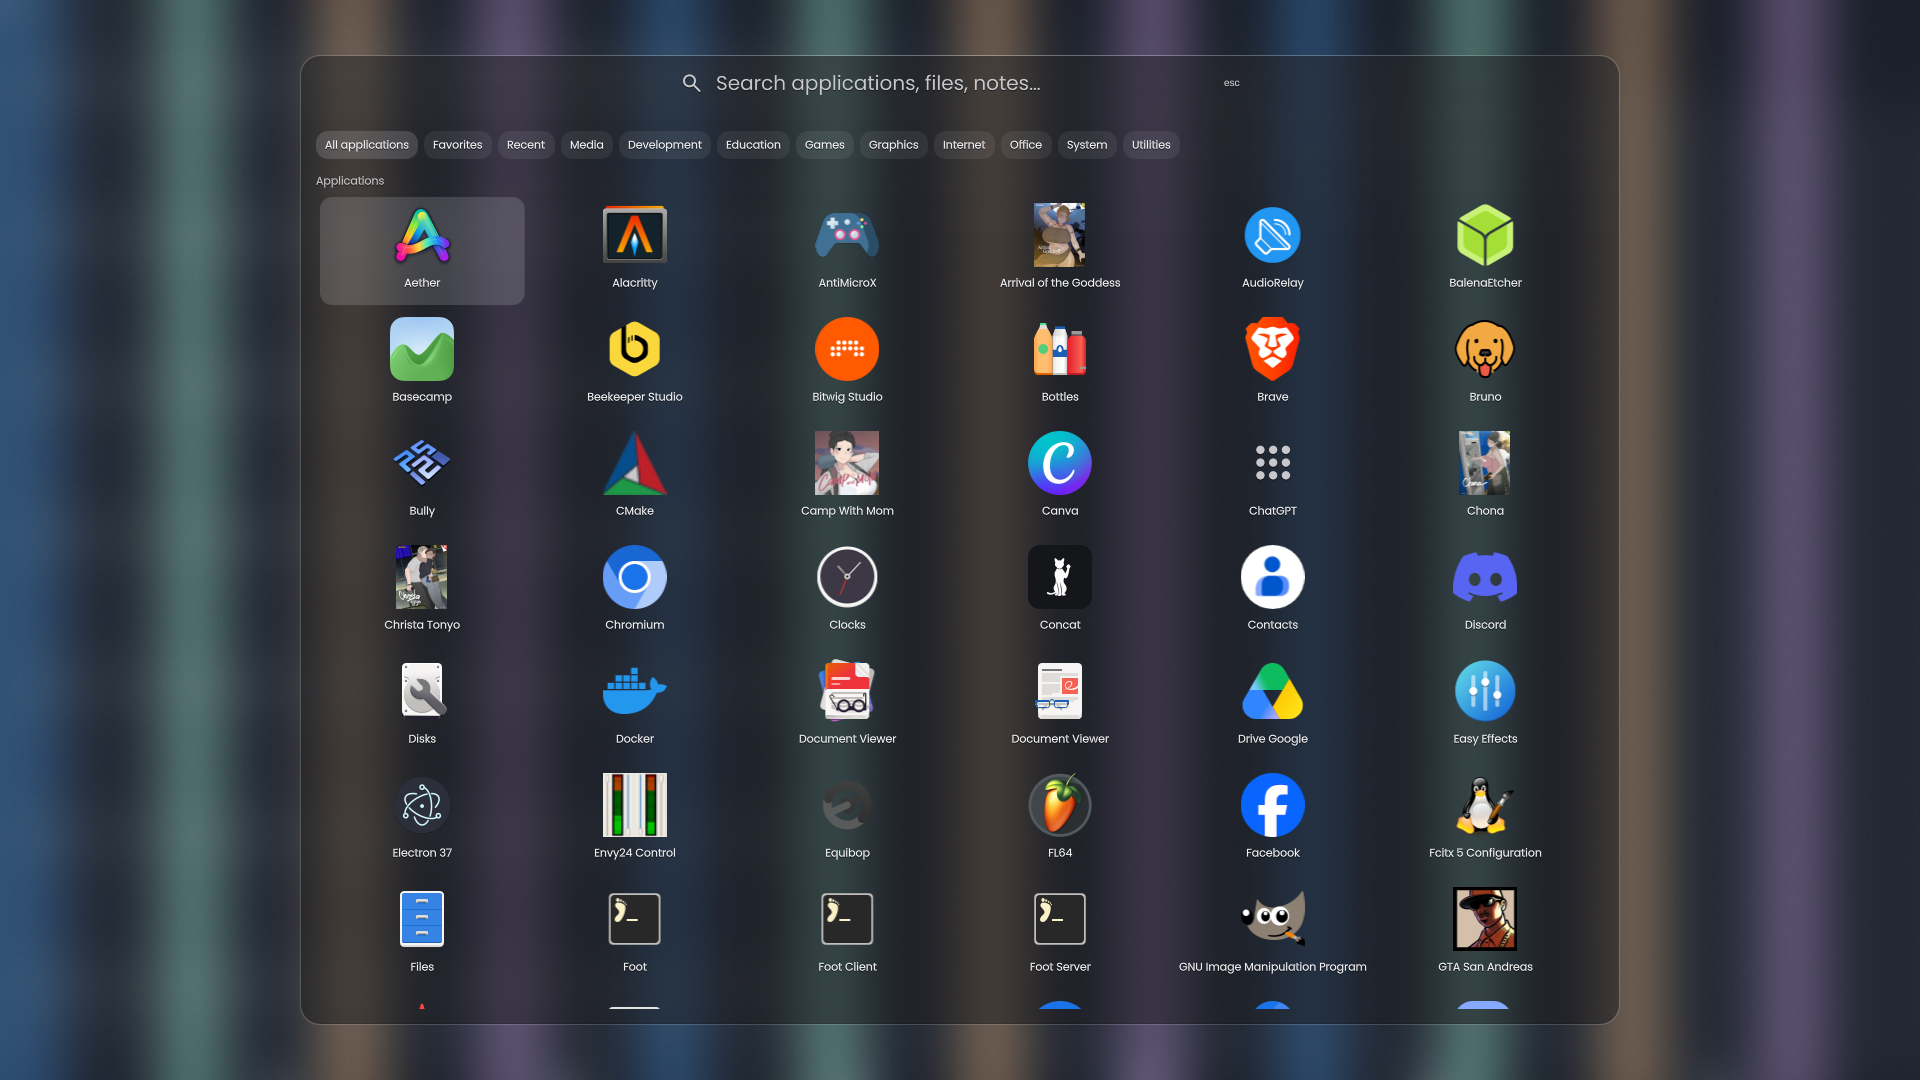 Search applications, files, notes...
esc
All applications Favorites Recent Media Development Education Games Graphics Internet Office System Utilities
Applications
Aether Alacritty AntiMicroX Arrival of the Goddess AudioRelay BalenaEtcher
Basecamp Beekeeper Studio Bitwig Studio Bottles Brave Bruno
Bully CMake Camp With Mom Canva ChatGPT Chona
Christa Tonyo Chromium Clocks Concat Contacts Discord
Disks Docker Document Viewer Document Viewer Drive Google Easy Effects
Electron 37 Envy24 Control Equibop FL64 Facebook Fcitx 5 Configuration
Files Foot Foot Client Foot Server GNU Image Manipulation Program GTA San Andreas